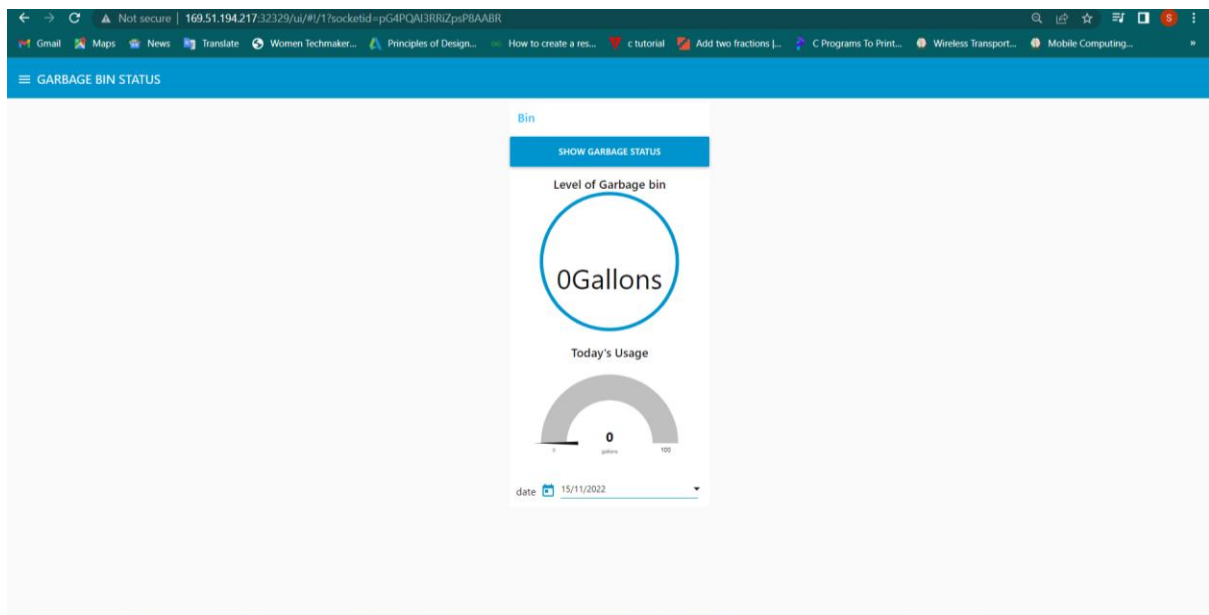 Not secure | 169.51.194.217:32329/ui/#!/1?socketid=pG4PQAI3RRiZpsP8AABR
S
Gmail Maps News Translate Women Techmaker... Principles of Design... How to create a res... c tutorial Add two fractions |... C Programs To Print... Wireless Transport... Mobile Computing... »
GARBAGE BIN STATUS
Bin
SHOW GARBAGE STATUS
Level of Garbage bin
0Gallons
Today's Usage
0
0 gallons 100
date 15/11/2022